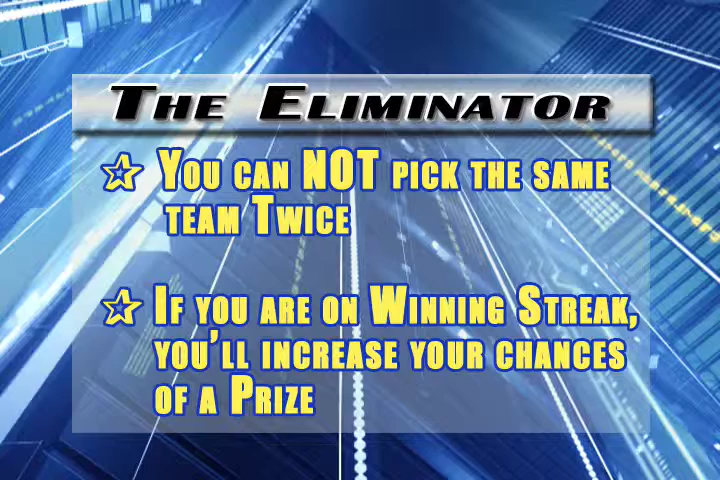 The Eliminator
☆ You can NOT pick the same
team Twice
☆ If you are on Winning Streak,
you'll increase your chances
of a Prize